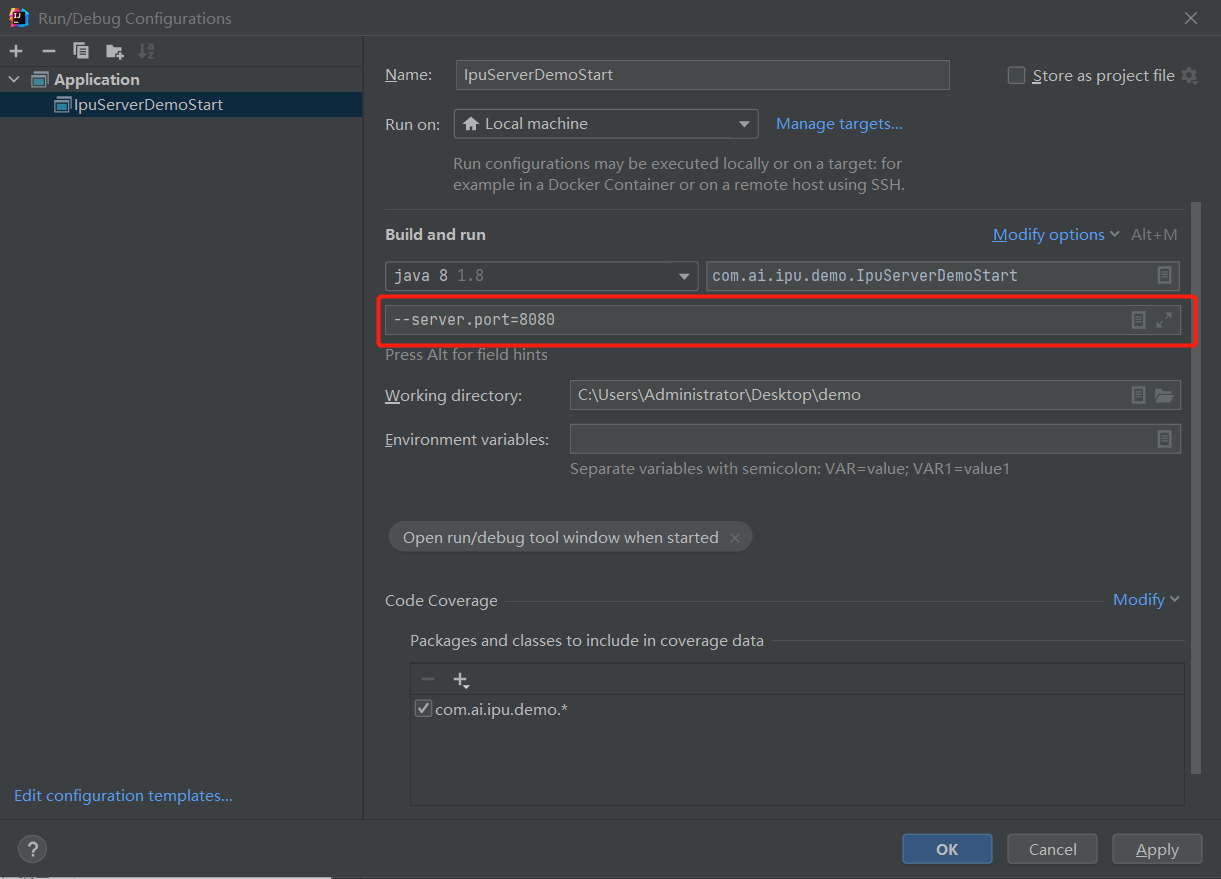 Run/Debug Configurations
Application
IpuServerDemoStart
Edit configuration templates...
Name: IpuServerDemoStart
Store as project file
Run on: Local machine
Manage targets...
Run configurations may be executed locally or on a target: for
example in a Docker Container or on a remote host using SSH.
Build and run
Modify options Alt+M
java 8 1.8
com.ai.ipu.demo.IpuServerDemoStart
--server.port=8080
Press Alt for field hints
Working directory: C:\Users\Administrator\Desktop\demo
Environment variables:
Separate variables with semicolon: VAR=value; VAR1=value1
Open run/debug tool window when started
Code Coverage
Modify
Packages and classes to include in coverage data
com.ai.ipu.demo.*
?
OK
Cancel
Apply